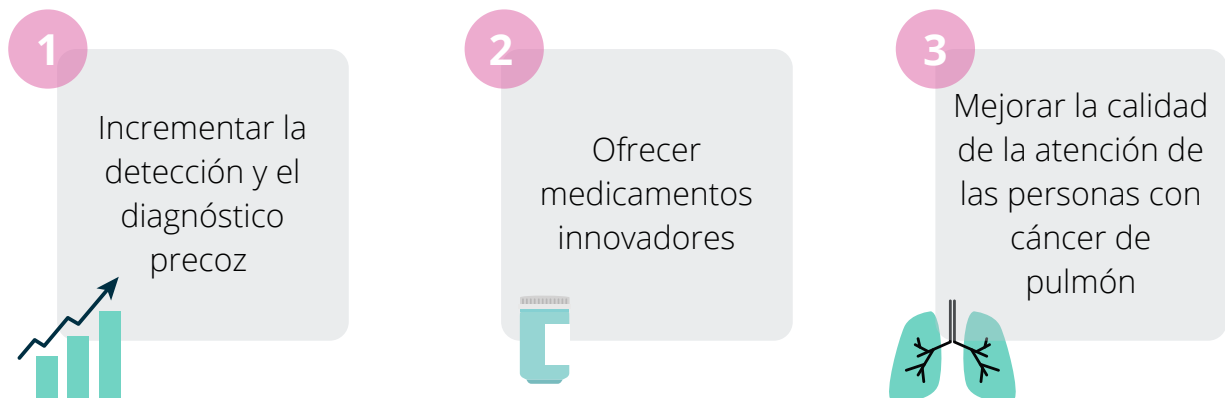 1
Incrementar la
detección y el
diagnóstico
precoz
2
Ofrecer
medicamentos
innovadores
3
Mejorar la calidad
de la atención de
las personas con
cáncer de
pulmón